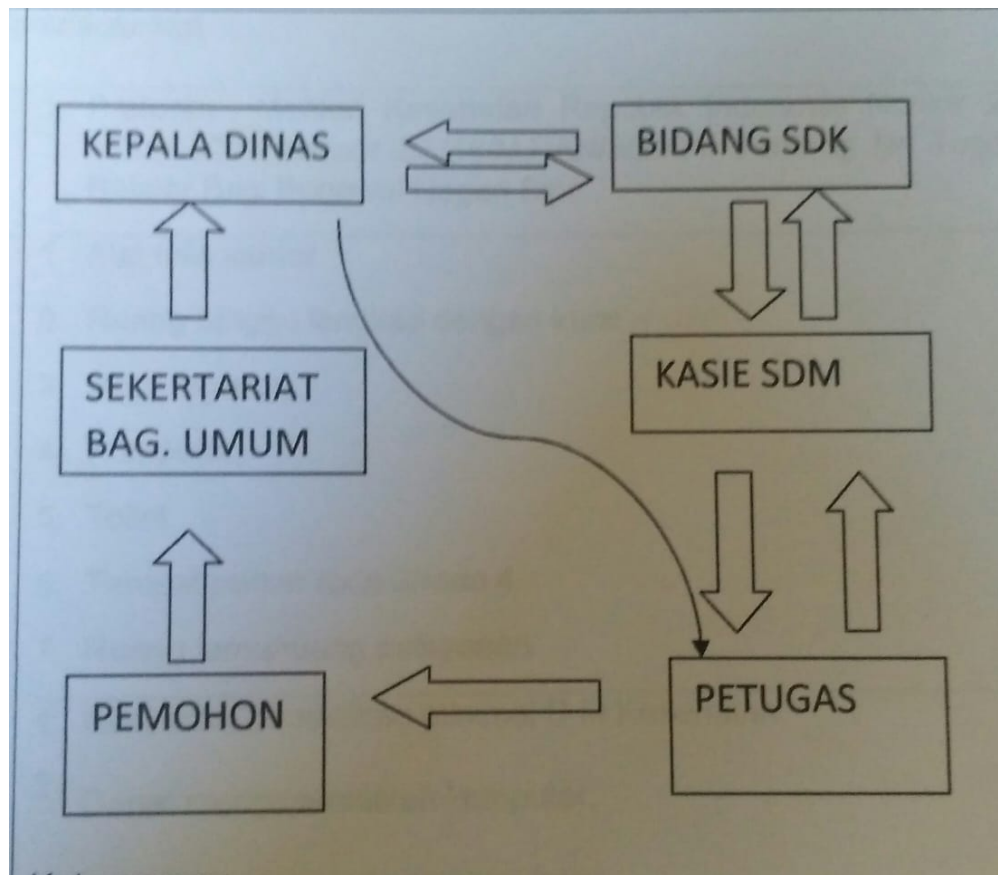 KEPALA DINAS
BIDANG SDK
SEKERTARIAT
BAG. UMUM
KASIE SDM
PEMOHON
PETUGAS